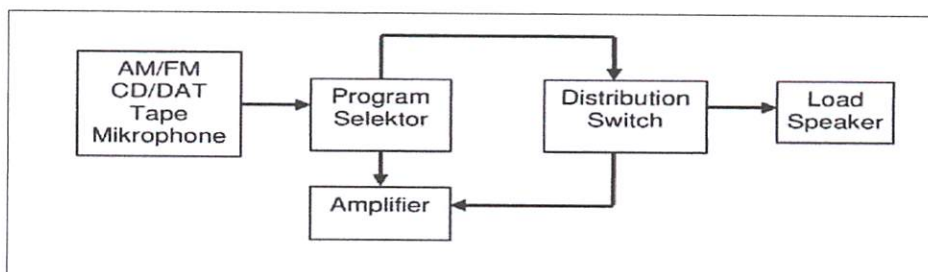 AM/FM
CD/DAT
Tape
Mikrophone
Program
Selektor
Distribution
Switch
Load
Speaker
Amplifier